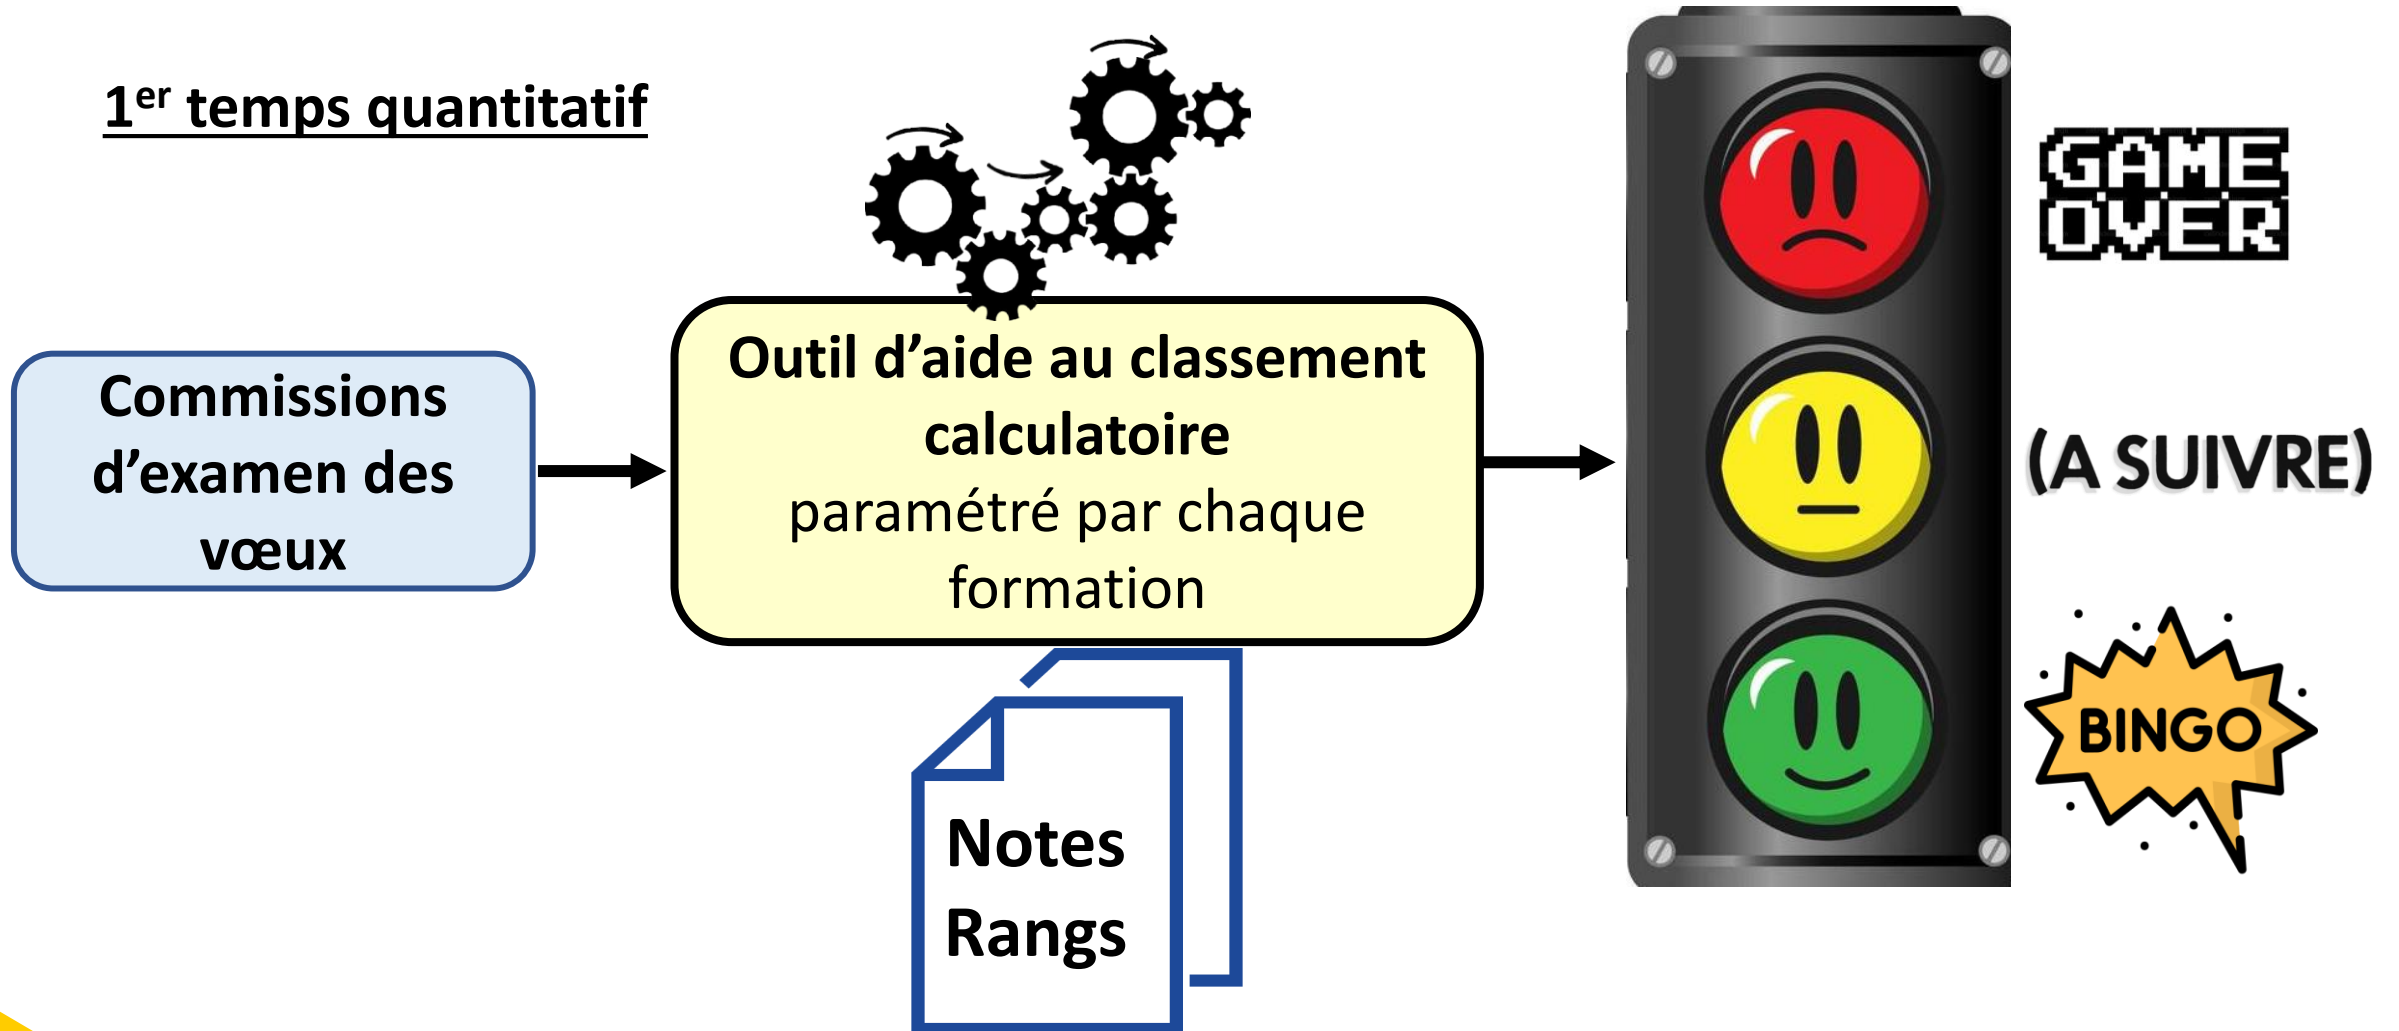 1er temps quantitatif
GAME
OVER
Commissions
d’examen des
vœux
Outil d’aide au classement
calculatoire
paramétré par chaque
formation
(A SUIVRE)
BINGO
Notes
Rangs